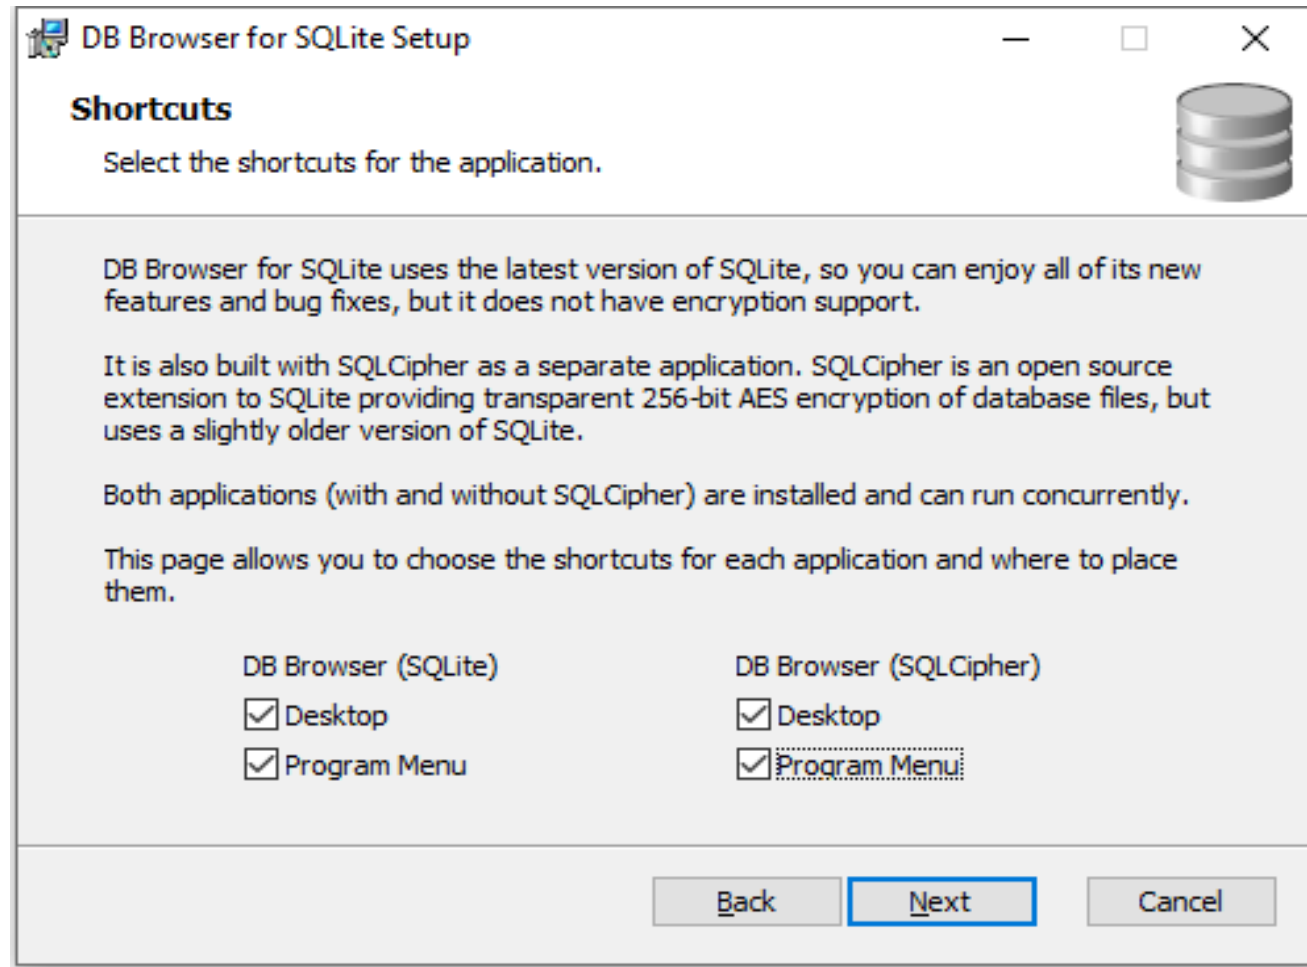 DB Browser for SQLite Setup
Shortcuts
Select the shortcuts for the application.
DB Browser for SQLite uses the latest version of SQLite, so you can enjoy all of its new
features and bug fixes, but it does not have encryption support.
It is also built with SQLCipher as a separate application. SQLCipher is an open source
extension to SQLite providing transparent 256-bit AES encryption of database files, but
uses a slightly older version of SQLite.
Both applications (with and without SQLCipher) are installed and can run concurrently.
This page allows you to choose the shortcuts for each application and where to place
them.
DB Browser (SQLite) DB Browser (SQLCipher)
Desktop Desktop
Program Menu Program Menu
Back Next Cancel